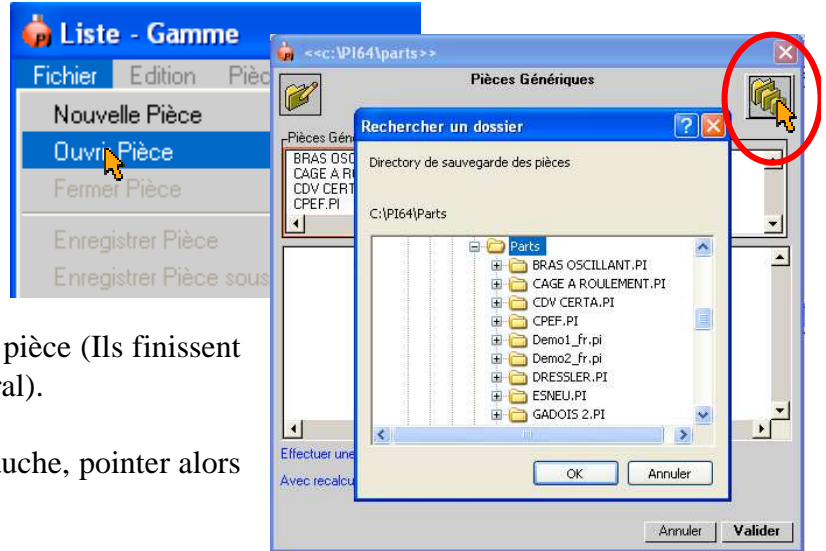 Liste - Gamme
Fichier Edition
Nouvelle Pièce
Ouvrir Pièce
Fermer Pièce
Enregistrer Pièce
Enregistrer Pièce sous
<<c:\PI64\parts>>
Pièces Génériques
Pièces Gén
BRAS OSC
CAGE A R
CDV CERT
CPEF.PI
Rechercher un dossier
Directory de sauvegarde des pièces
C:\PI64\Parts
Parts
BRAS OSCILLANT.PI
CAGE A ROULEMENT.PI
CDV CERTA.PI
CPEF.PI
Demo1_fr.pi
Demo2_fr.pi
DRESSLER.PI
ESNEU.PI
GADOIS 2.PI
OK Annuler
Effectuer une
Avec recalcu
Annuler Valider
pièce (Ils finissent
al).
uche, pointer alors